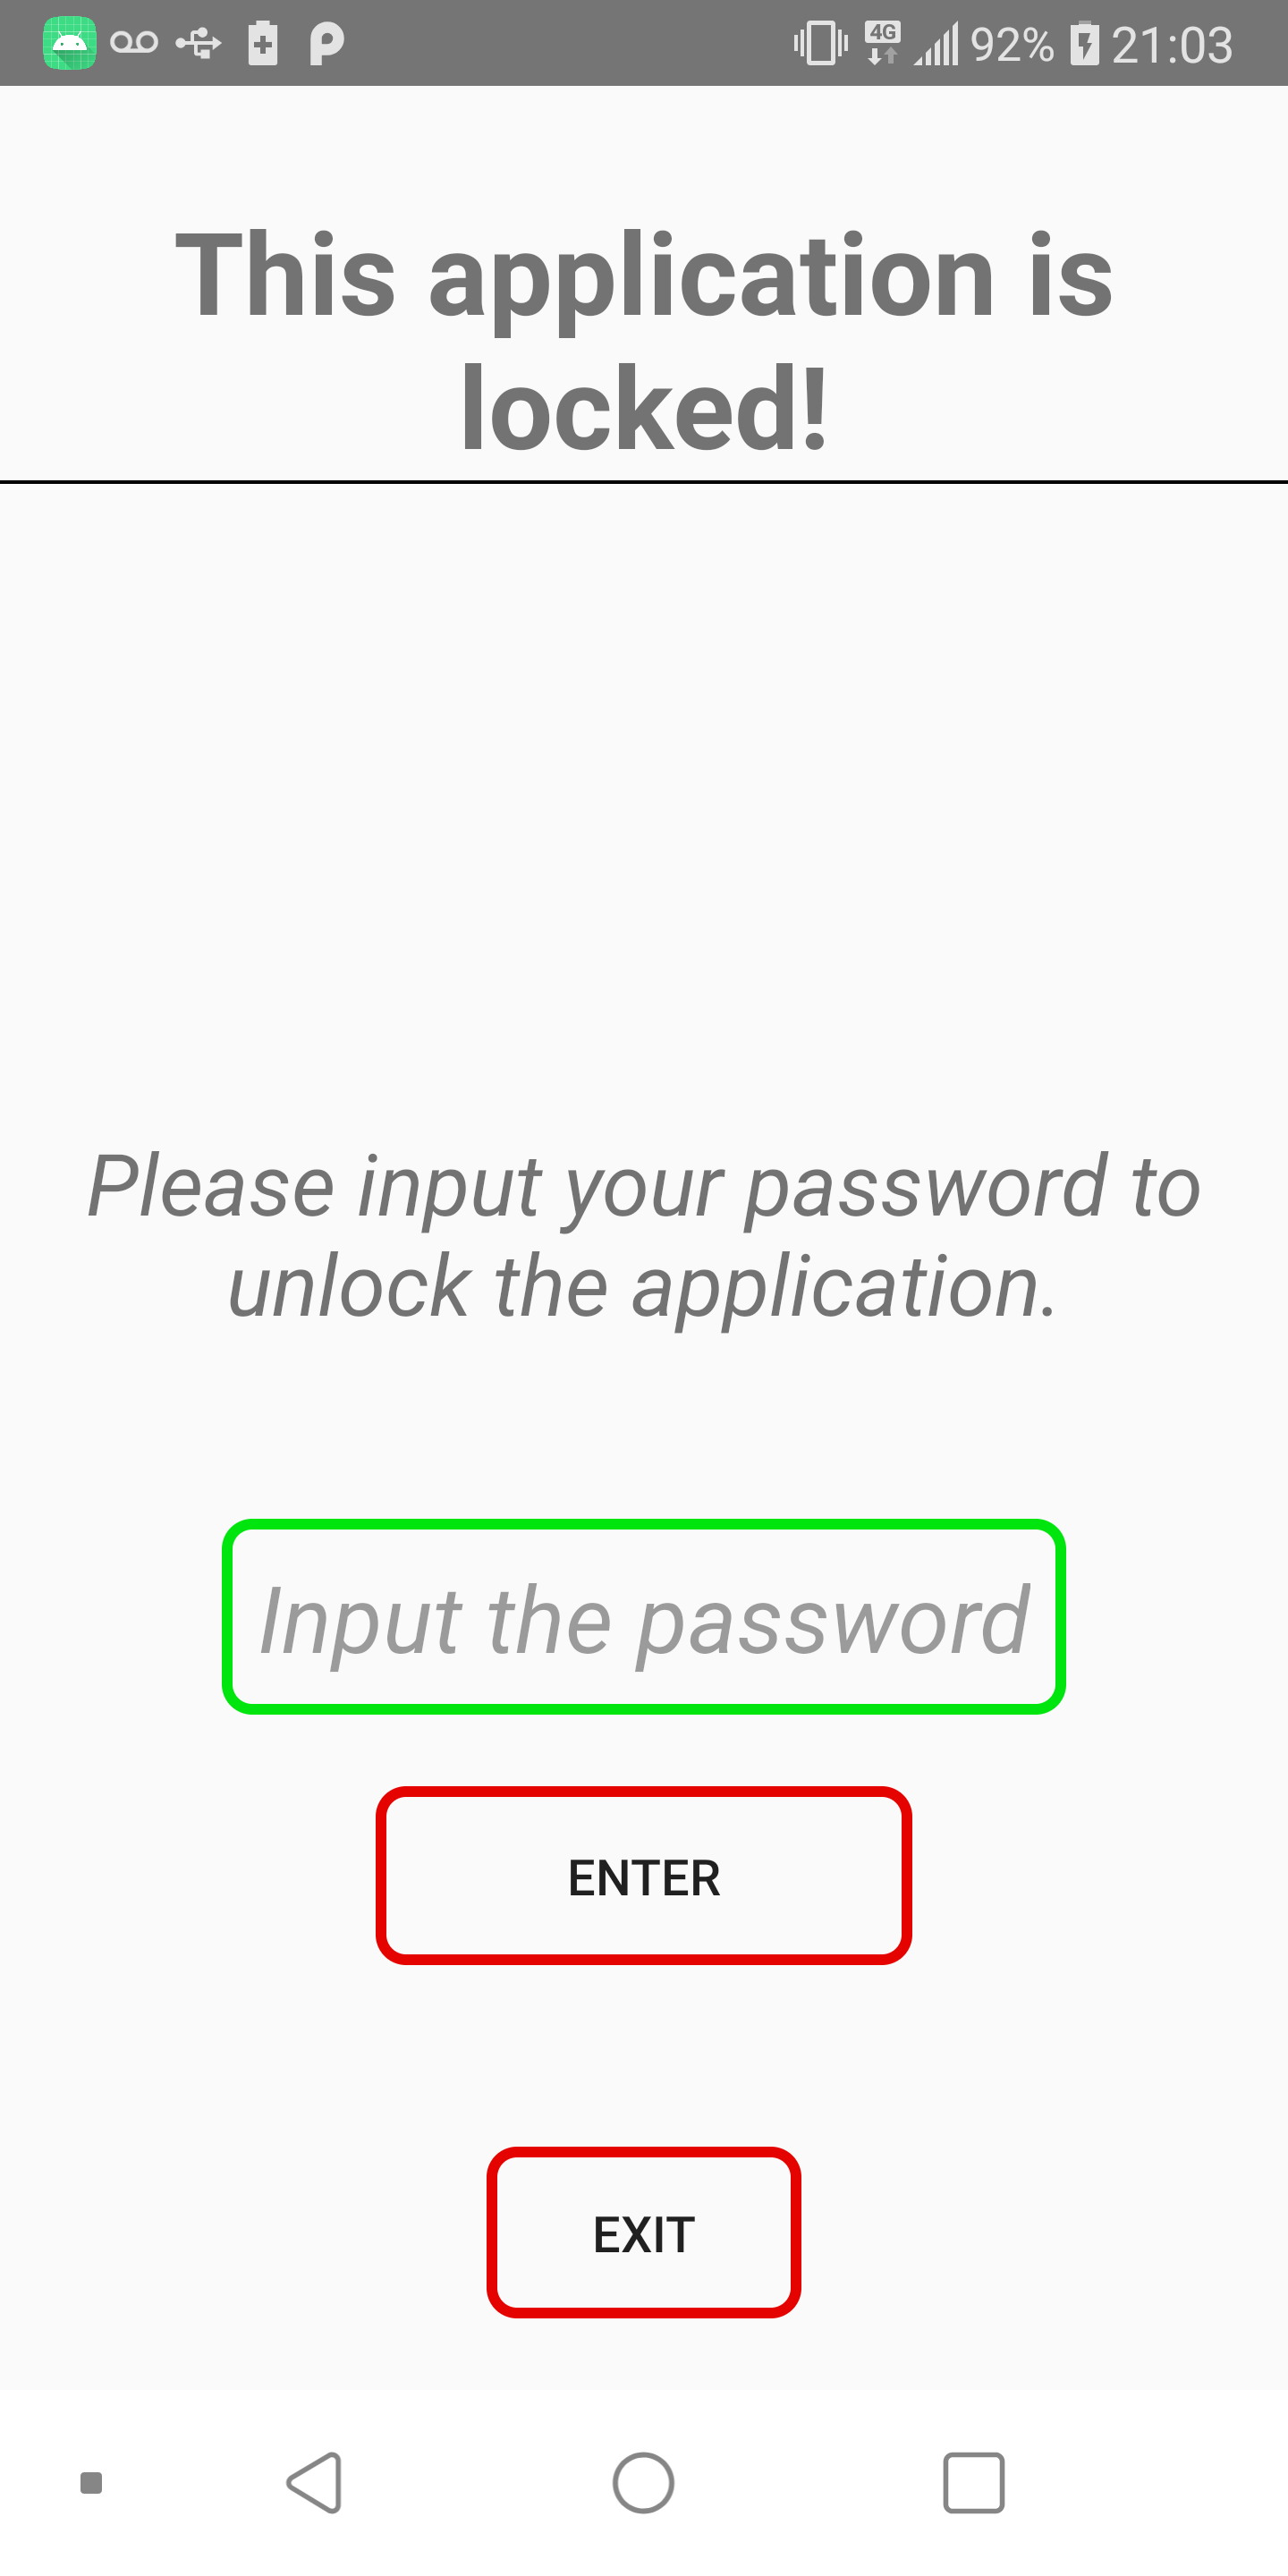 4G 92% 21:03
This application is
locked!
Please input your password to
unlock the application.
Input the password
ENTER
EXIT